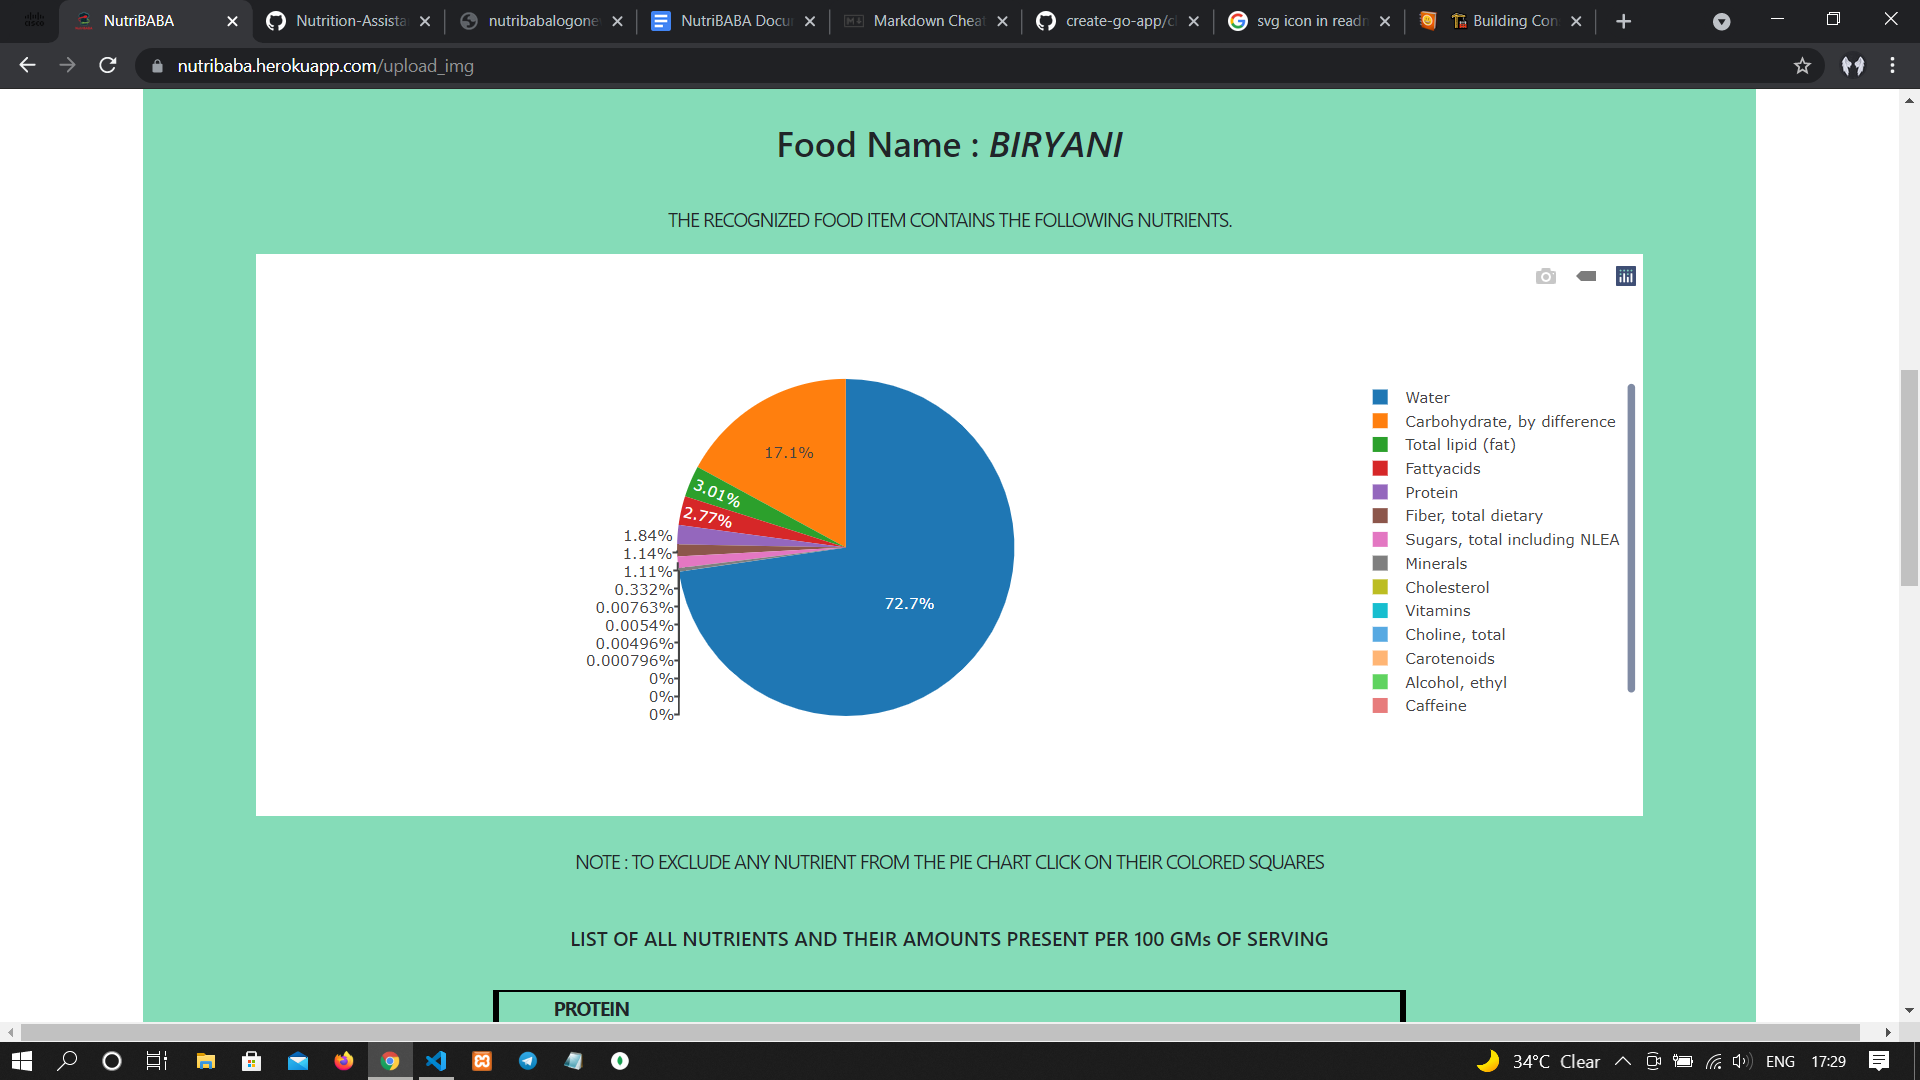 NutriBABA
Nutrition-Assista
nutribabalogone
NutriBABA Docu
Markdown Cheat
create-go-app/cl
svg icon in readm
Building Con
nutribaba.herokuapp.com/upload_img
Food Name : BIRYANI
THE RECOGNIZED FOOD ITEM CONTAINS THE FOLLOWING NUTRIENTS.
17.1%
3.01%
2.77%
1.84%
1.14%
1.11%
0.332%
0.00763%
0.0054%
0.00496%
0.000796%
0%
0%
0%
72.7%
Water
Carbohydrate, by difference
Total lipid (fat)
Fattyacids
Protein
Fiber, total dietary
Sugars, total including NLEA
Minerals
Cholesterol
Vitamins
Choline, total
Carotenoids
Alcohol, ethyl
Caffeine
NOTE : TO EXCLUDE ANY NUTRIENT FROM THE PIE CHART CLICK ON THEIR COLORED SQUARES
LIST OF ALL NUTRIENTS AND THEIR AMOUNTS PRESENT PER 100 GMs OF SERVING
PROTEIN
34°C Clear
ENG
17:29